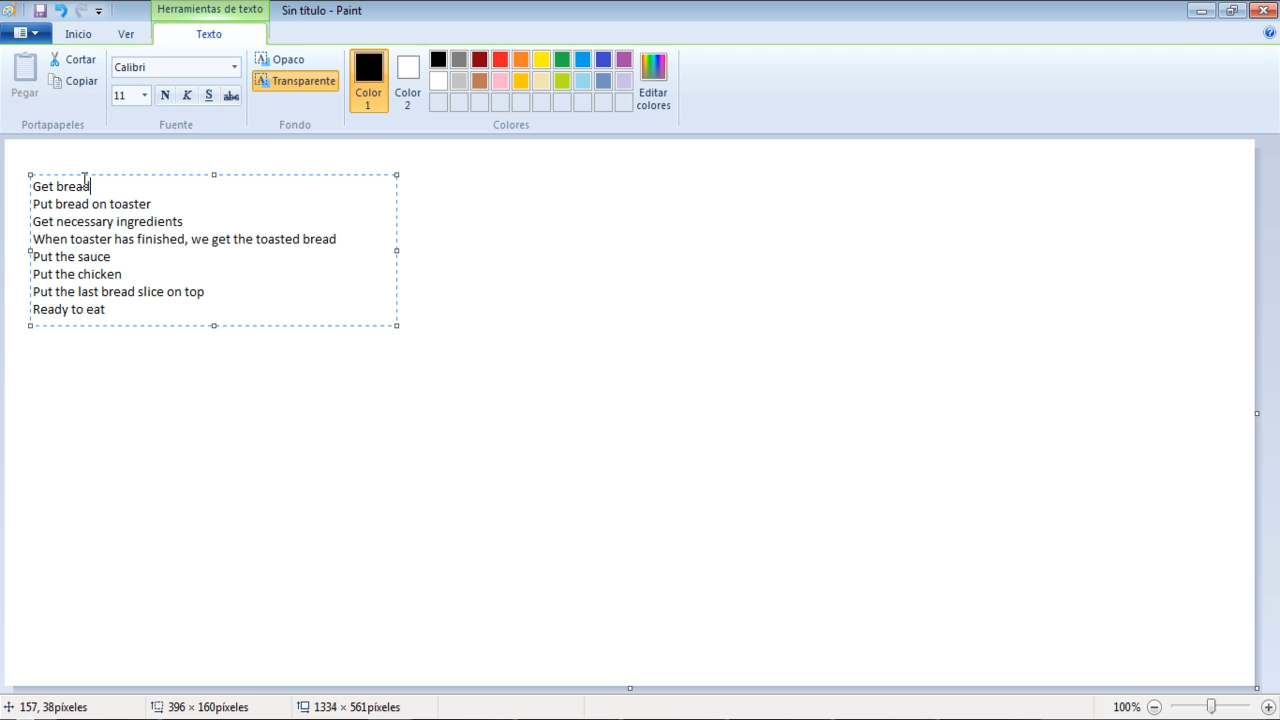 Herramientas de texto
Sin título - Paint
Inicio
Ver
Texto
Pegar
Cortar
Copiar
Portapapeles
Calibri
11
N K S abc
Fuente
Opaco
Transparente
Fondo
Color 1
Color 2
Editar colores
Colores
Get bread
Put bread on toaster
Get necessary ingredients
When toaster has finished, we get the toasted bread
Put the sauce
Put the chicken
Put the last bread slice on top
Ready to eat
157, 38píxeles
396 × 160píxeles
1334 × 561píxeles
100%